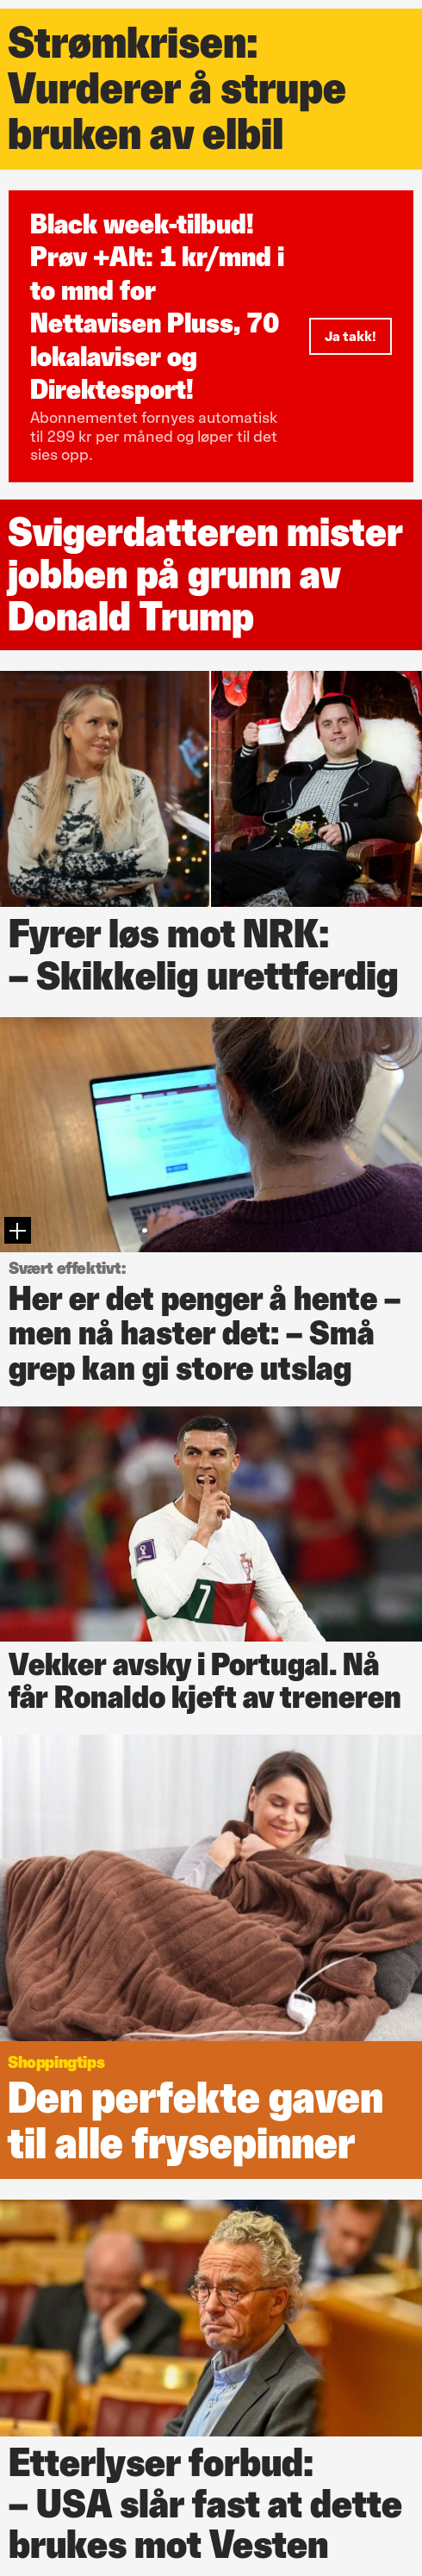 Strømkrisen:
Vurderer å strupe
bruken av elbil
Black week-tilbud!
Prøv +Alt: 1 kr/mnd i
to mnd for
Nettavisen Pluss, 70
lokalaviser og
Direktesport!
Abonnementet fornyes automatisk
til 299 kr per måned og løper til det
sies opp.
Ja takk!
Svigerdatteren mister
jobben på grunn av
Donald Trump
Fyrer løs mot NRK:
– Skikkelig urettferdig
Svært effektivt:
Her er det penger å hente –
men nå haster det: – Små
grep kan gi store utslag
7
Vekker avsky i Portugal. Nå
får Ronaldo kjeft av treneren
Shoppingtips
Den perfekte gaven
til alle frysepinner
Etterlyser forbud:
– USA slår fast at dette
brukes mot Vesten